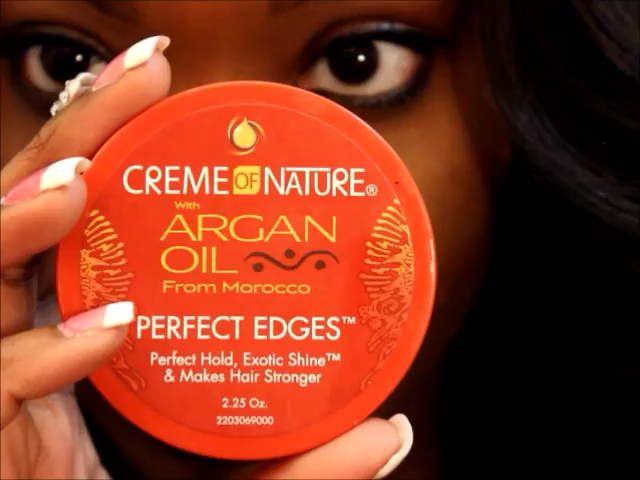 CREME OF NATURE®
With
ARGAN
OIL
From Morocco
PERFECT EDGES™
Perfect Hold, Exotic Shine™
& Makes Hair Stronger
2.25 Oz.
2203069000